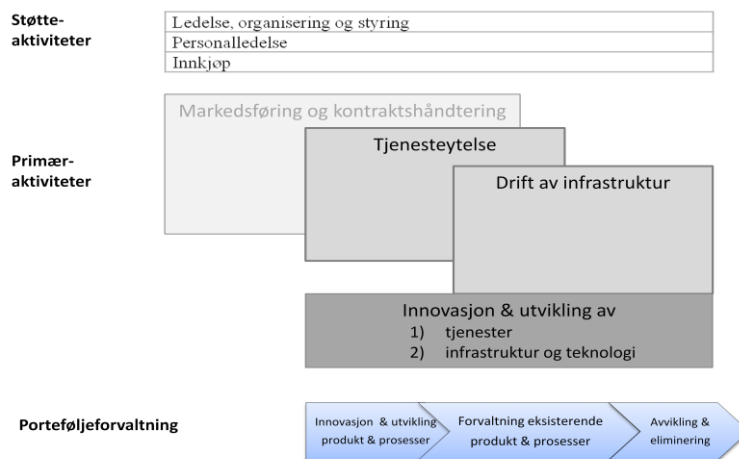 Støtte-
aktiviteter
Ledelse, organisering og styring
Personalledelse
Innkjøp
Markedsføring og kontraktshåndtering
Tjenesteytelse
Primær-
aktiviteter
Drift av infrastruktur
Innovasjon & utvikling av
1) tjenester
2) infrastruktur og teknologi
Porteføljeforvaltning
Innovasjon & utvikling
produkt & prosesser
Forvaltning eksisterende
produkt & prosesser
Avvikling &
eliminering